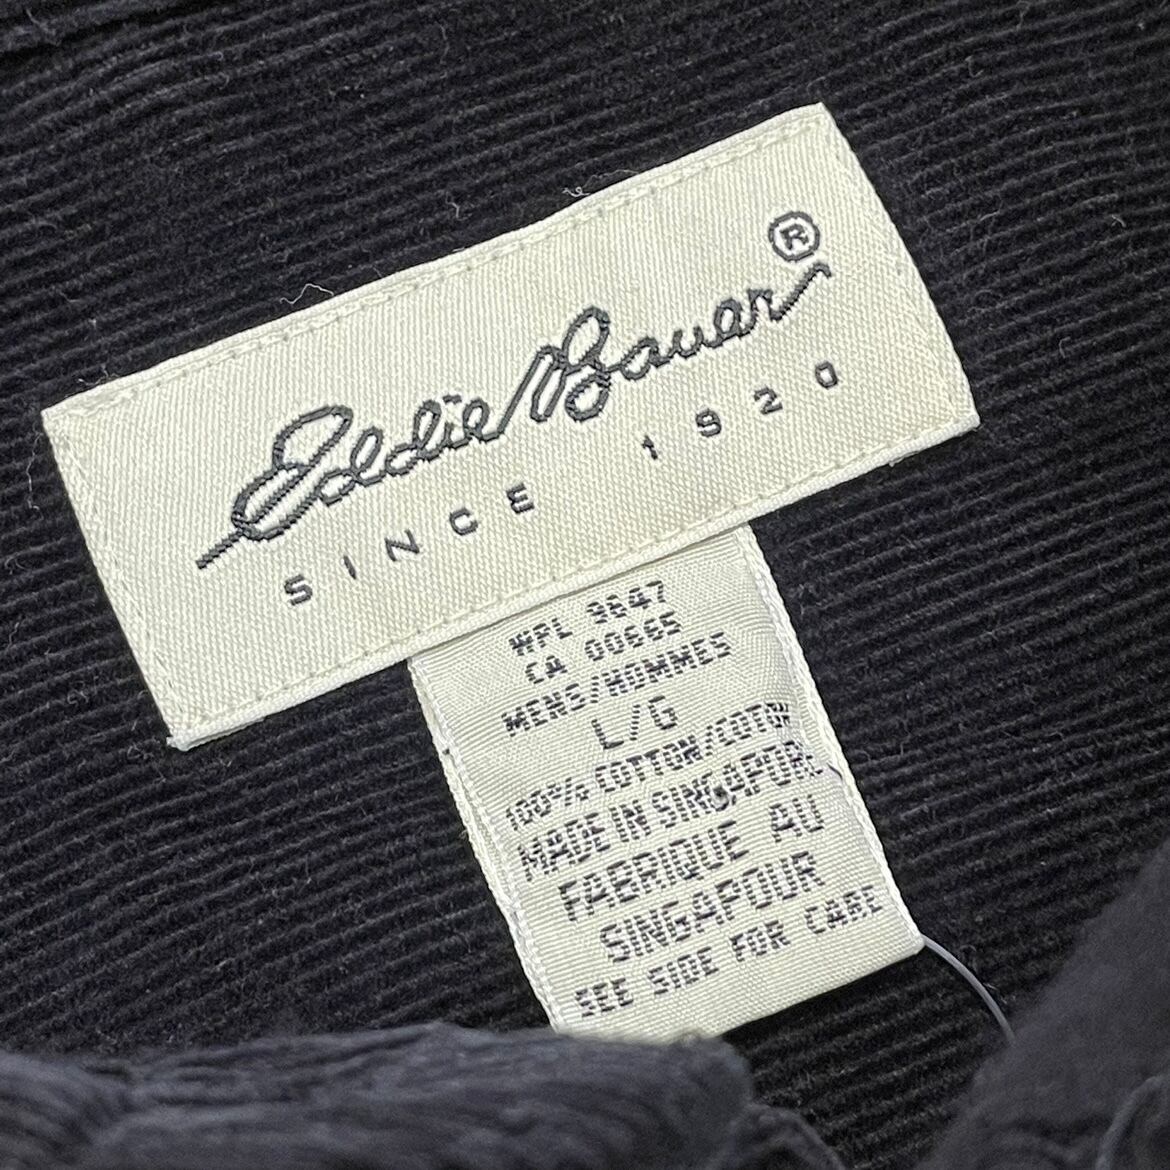 Eddie Bauer®
SINCE 1920
WPL 9647
CA 00665
MENS/HOMMES
L/G
100% COTTON/COTON
MADE IN SINGAPORE
FABRIQUE AU
SINGAPOUR
SEE SIDE FOR CARE